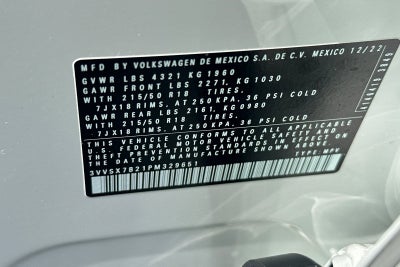 MFD BY VOLKSWAGEN DE MEXICO S.A. DE C.V. MEXICO 12/22
GVWR LBS 4321 KG 1960
GAWR FRONT LBS 2271 KG 1030
WITH 215/50 R18 TIRES,
7JX18 RIMS, AT 250 KPA, 36 PSI COLD
GAWR REAR LBS 2161 KG 0980
WITH 215/50 R18 TIRES,
7JX18 RIMS, AT 250 KPA, 36 PSI COLD
THIS VEHICLE CONFORMS TO ALL APPLICABLE
U.S. FEDERAL MOTOR VEHICLE SAFETY AND
THEFT PREVENTION STANDARDS IN EFFECT ON
THE DATE OF MANUFACTURE SHOWN ABOVE.
3VVSX7B21PM329651 TYPE: MPV